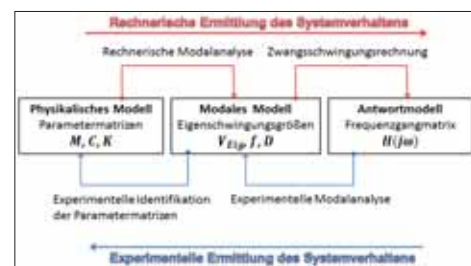 Rechnerische Ermittlung des Systemverhaltens
Rechnerische Modalanalyse Zwangsschwingungsrechnung
Physikalisches Modell
Parametermatrizen
M, C, K
Modales Modell
Eigenschwingungsgrößen
V_Eig, f, D
Antwortmodell
Frequenzgangmatrix
H(jω)
Experimentelle Identifikation
der Parametermatrizen
Experimentelle Modalanalyse
Experimentelle Ermittlung des Systemverhaltens